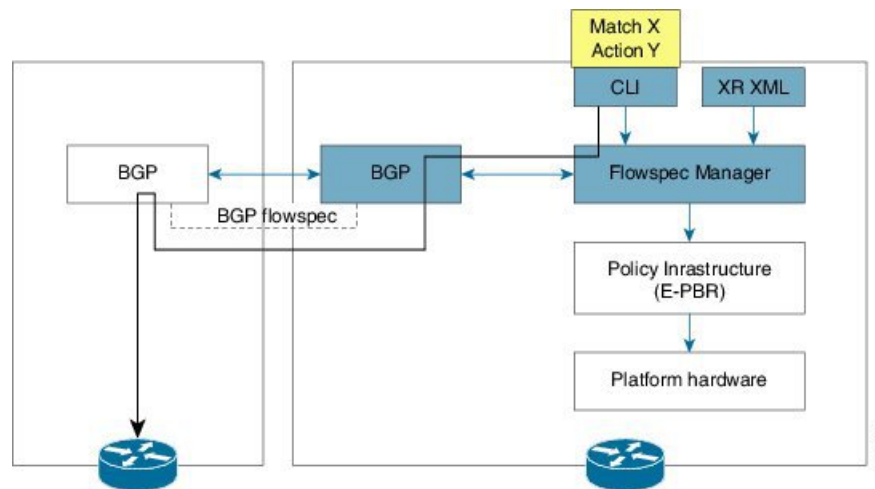 Match X
Action Y
CLI
XR XML
BGP
BGP
Flowspec Manager
BGP flowspec
Policy Inrastructure
(E-PBR)
Platform hardware